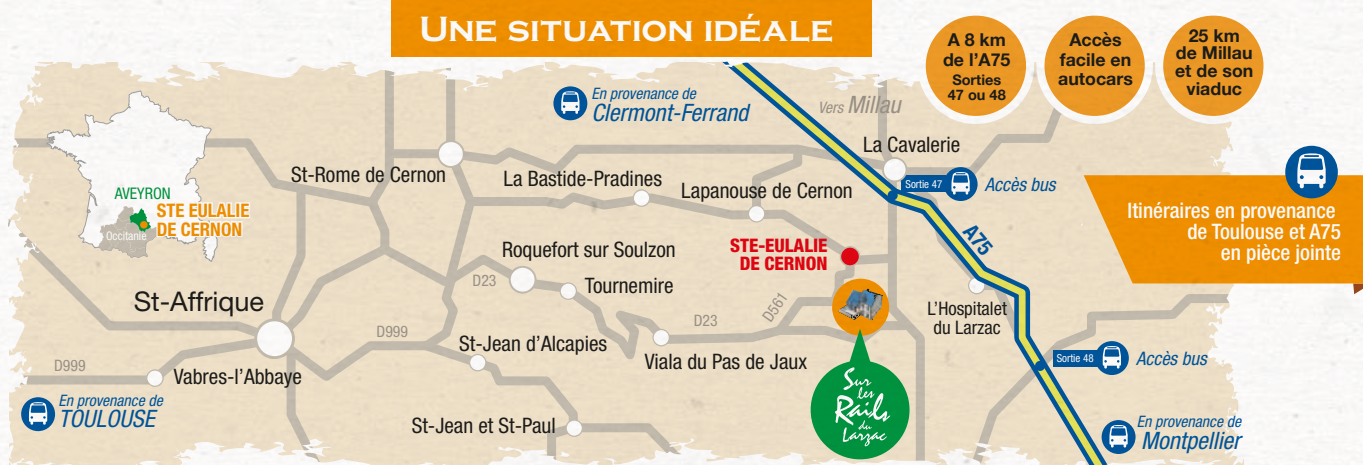 UNE SITUATION IDÉALE
A 8 km
de l'A75
Sorties
47 ou 48
Accès
facile en
autocars
25 km
de Millau
et de son
viaduc
En provenance de
Clermont-Ferrand
Vers Millau
La Cavalerie
Sortie 47
Accès bus
St-Rome de Cernon
La Bastide-Pradines
Lapanouse de Cernon
AVEYRON
STE EULALIE
DE CERNON
Occitanie
Itinéraires en provenance
de Toulouse et A75
en pièce jointe
A75
STE-EULALIE
DE CERNON
Roquefort sur Soulzon
D23
Tournemire
St-Affrique
D561
L'Hospitalet
du Larzac
D999
D23
St-Jean d'Alcapies
Viala du Pas de Jaux
Sortie 48
Accès bus
D999
Vabres-l'Abbaye
En provenance de
TOULOUSE
Sur
les
Rails
du
Larzac
St-Jean et St-Paul
En provenance de
Montpellier